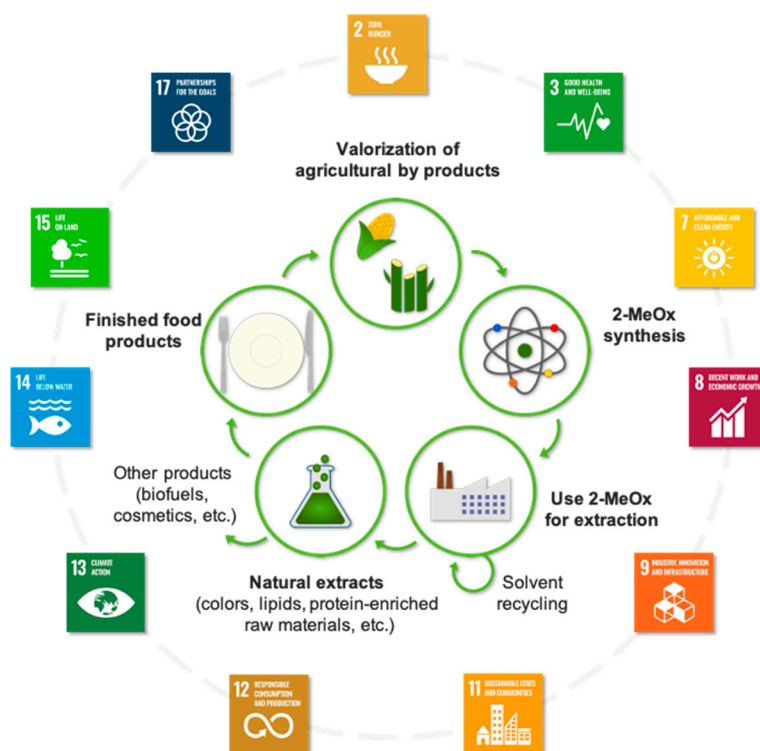 2 ZERO
HUNGER
17 PARTNERSHIPS
FOR THE GOALS
3 GOOD HEALTH
AND WELL-BEING
Valorization of
agricultural by products
15 LIFE
ON LAND
7 AFFORDABLE AND
CLEAN ENERGY
Finished food
products
2-MeOx
synthesis
14 LIFE
BELOW WATER
8 DECENT WORK AND
ECONOMIC GROWTH
Other products
(biofuels,
cosmetics, etc.)
Use 2-MeOx
for extraction
13 CLIMATE
ACTION
Natural extracts
(colors, lipids, protein-enriched
raw materials, etc.)
Solvent
recycling
9 INDUSTRY, INNOVATION
AND INFRASTRUCTURE
12 RESPONSIBLE
CONSUMPTION
AND PRODUCTION
11 SUSTAINABLE CITIES
AND COMMUNITIES